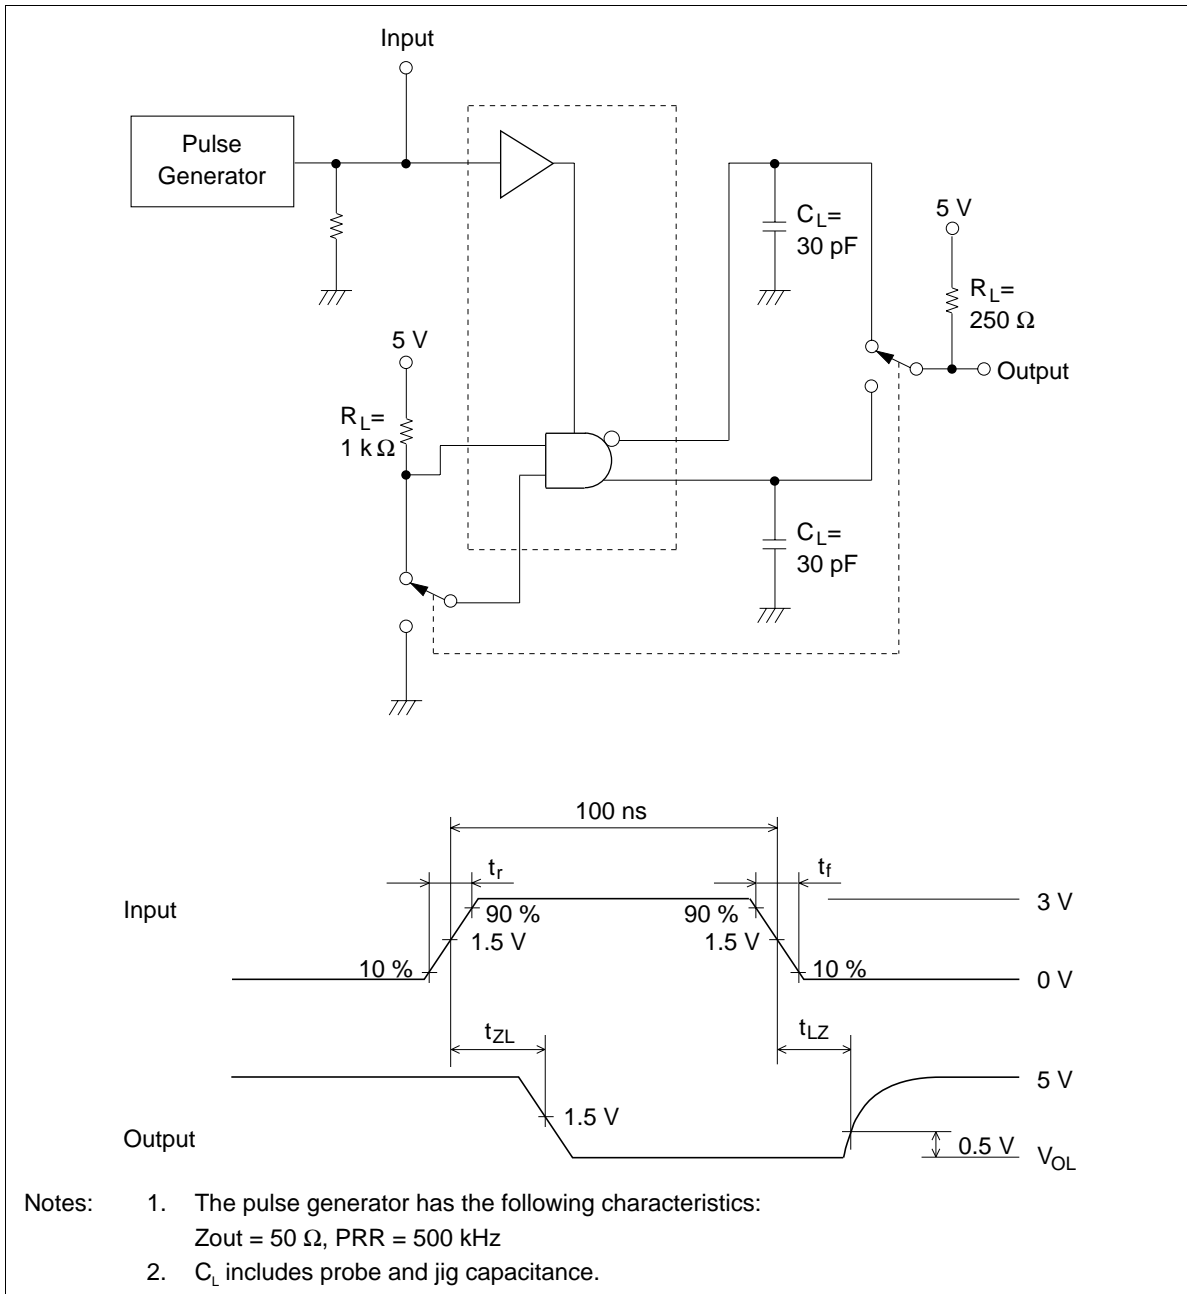 Input
Pulse
Generator
C_L=
30 pF
5 V
R_L=
250 Ω
5 V
Output
R_L=
1 k Ω
C_L=
30 pF
100 ns
t_r
t_f
Input
90 %
90 %
3 V
1.5 V
1.5 V
10 %
10 %
0 V
t_ZL
t_LZ
5 V
1.5 V
Output
0.5 V
V_OL
Notes: 1. The pulse generator has the following characteristics:
Zout = 50 Ω, PRR = 500 kHz
2. C_L includes probe and jig capacitance.